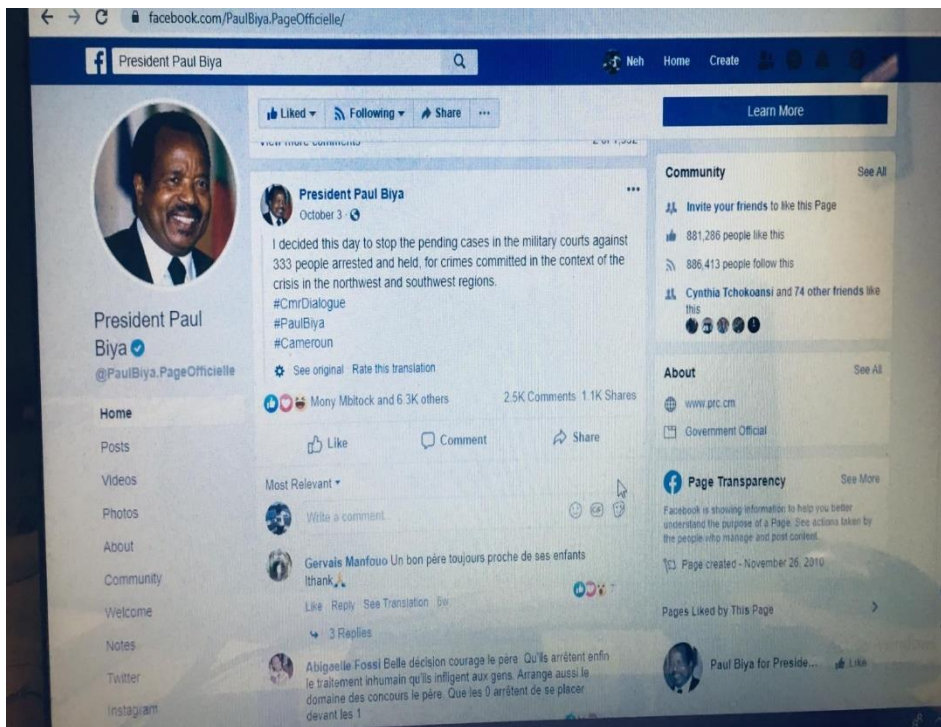 facebook.com/PaulBiya.PageOfficielle/
President Paul Biya
Neh Home Create
Liked Following Share ...
Learn More
President Paul
Biya
@PaulBiya.PageOfficielle
Home
Posts
Videos
Photos
About
Community
Welcome
Notes
Twitter
Instagram
View more comments
President Paul Biya
October 3
I decided this day to stop the pending cases in the military courts against
333 people arrested and held, for crimes committed in the context of the
crisis in the northwest and southwest regions.
#CmrDialogue
#PaulBiya
#Cameroun
See original Rate this translation
Mony Mbitock and 6.3K others 2.5K Comments 1.1K Shares
Like Comment Share
Most Relevant
Write a comment...
Gervais Manfouo Un bon père toujours proche de ses enfants
lthank
Like Reply See Translation 6w
3 Replies
Abigaelle Fossi Belle décision courage le père. Qu'ils arrêtent enfin
le traitement inhumain qu'ils infligent aux gens. Arrange aussi le
domaine des concours le père. Que les 0 arrêtent de se placer
devant les 1
Community See All
Invite your friends to like this Page
881,286 people like this
886,413 people follow this
Cynthia Tchokoansi and 74 other friends like
this
About See All
www.prc.cm
Government Official
Page Transparency See More
Facebook is showing information to help you better
understand the purpose of a Page. See actions taken by
the people who manage and post content.
Page created - November 26, 2010
Pages Liked by This Page
Paul Biya for Preside... Like